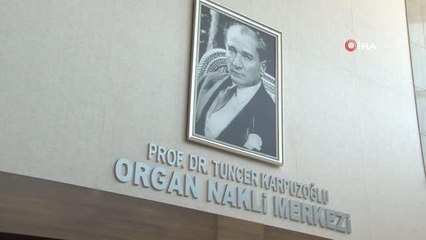 İHA
PROF. DR. TUNCER KARPUZOĞLU
ORGAN NAKLİ MERKEZİ